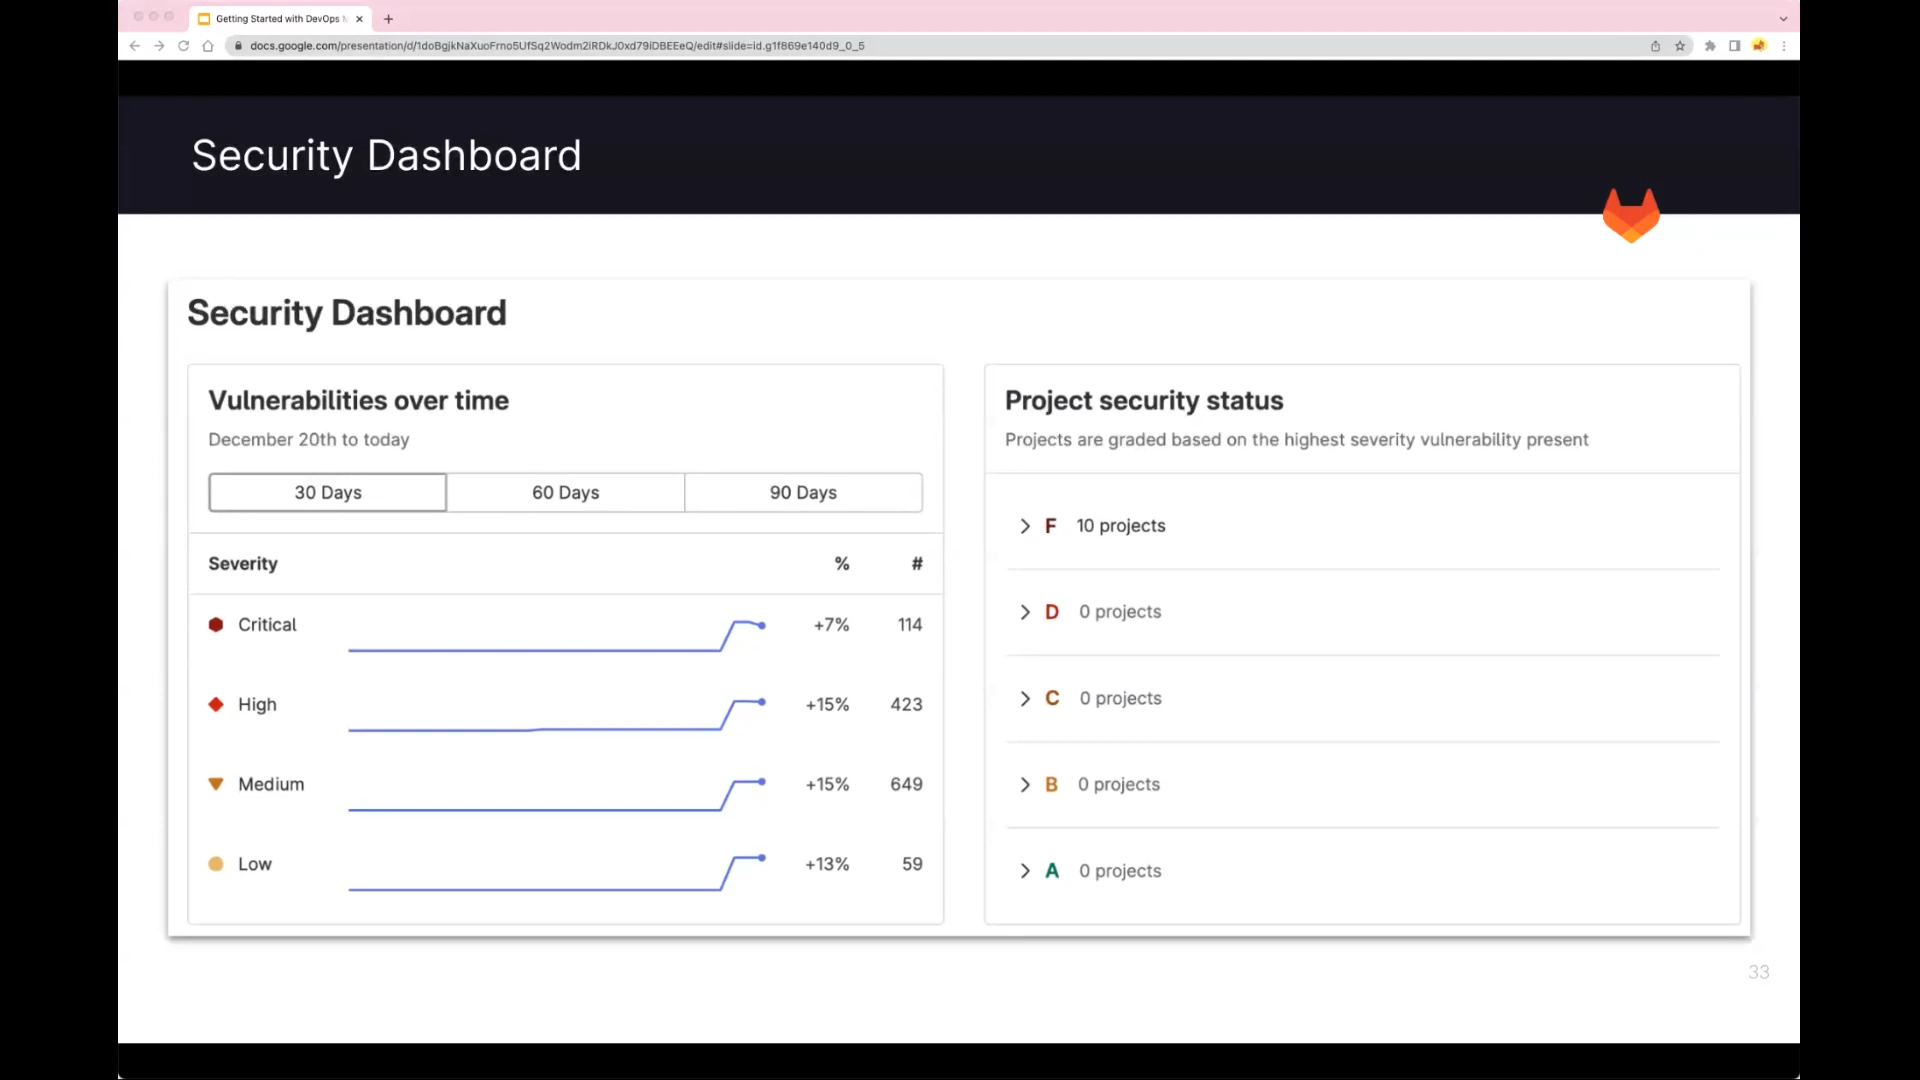 Getting Started with DevOps M
docs.google.com/presentation/d/1doBgjkNaXuoFrno5UfSq2Wodm2iRDkJ0xd79iDBEEeQ/edit#slide=id.g1f869e140d9_0_5
Security Dashboard
Security Dashboard
Vulnerabilities over time
December 20th to today
30 Days 60 Days 90 Days
Severity % #
Critical +7% 114
High +15% 423
Medium +15% 649
Low +13% 59
Project security status
Projects are graded based on the highest severity vulnerability present
F 10 projects
D 0 projects
C 0 projects
B 0 projects
A 0 projects
33